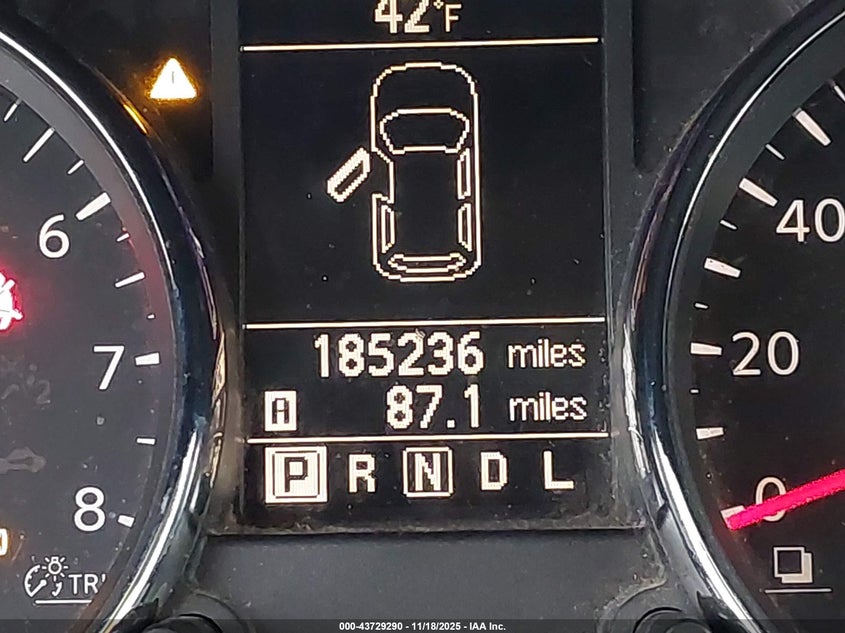 42°F
6
7
8
TR
40
20
0
185236 miles
A 87.1 miles
P R N D L
000-43729290 - 11/18/2025 - IAA Inc.